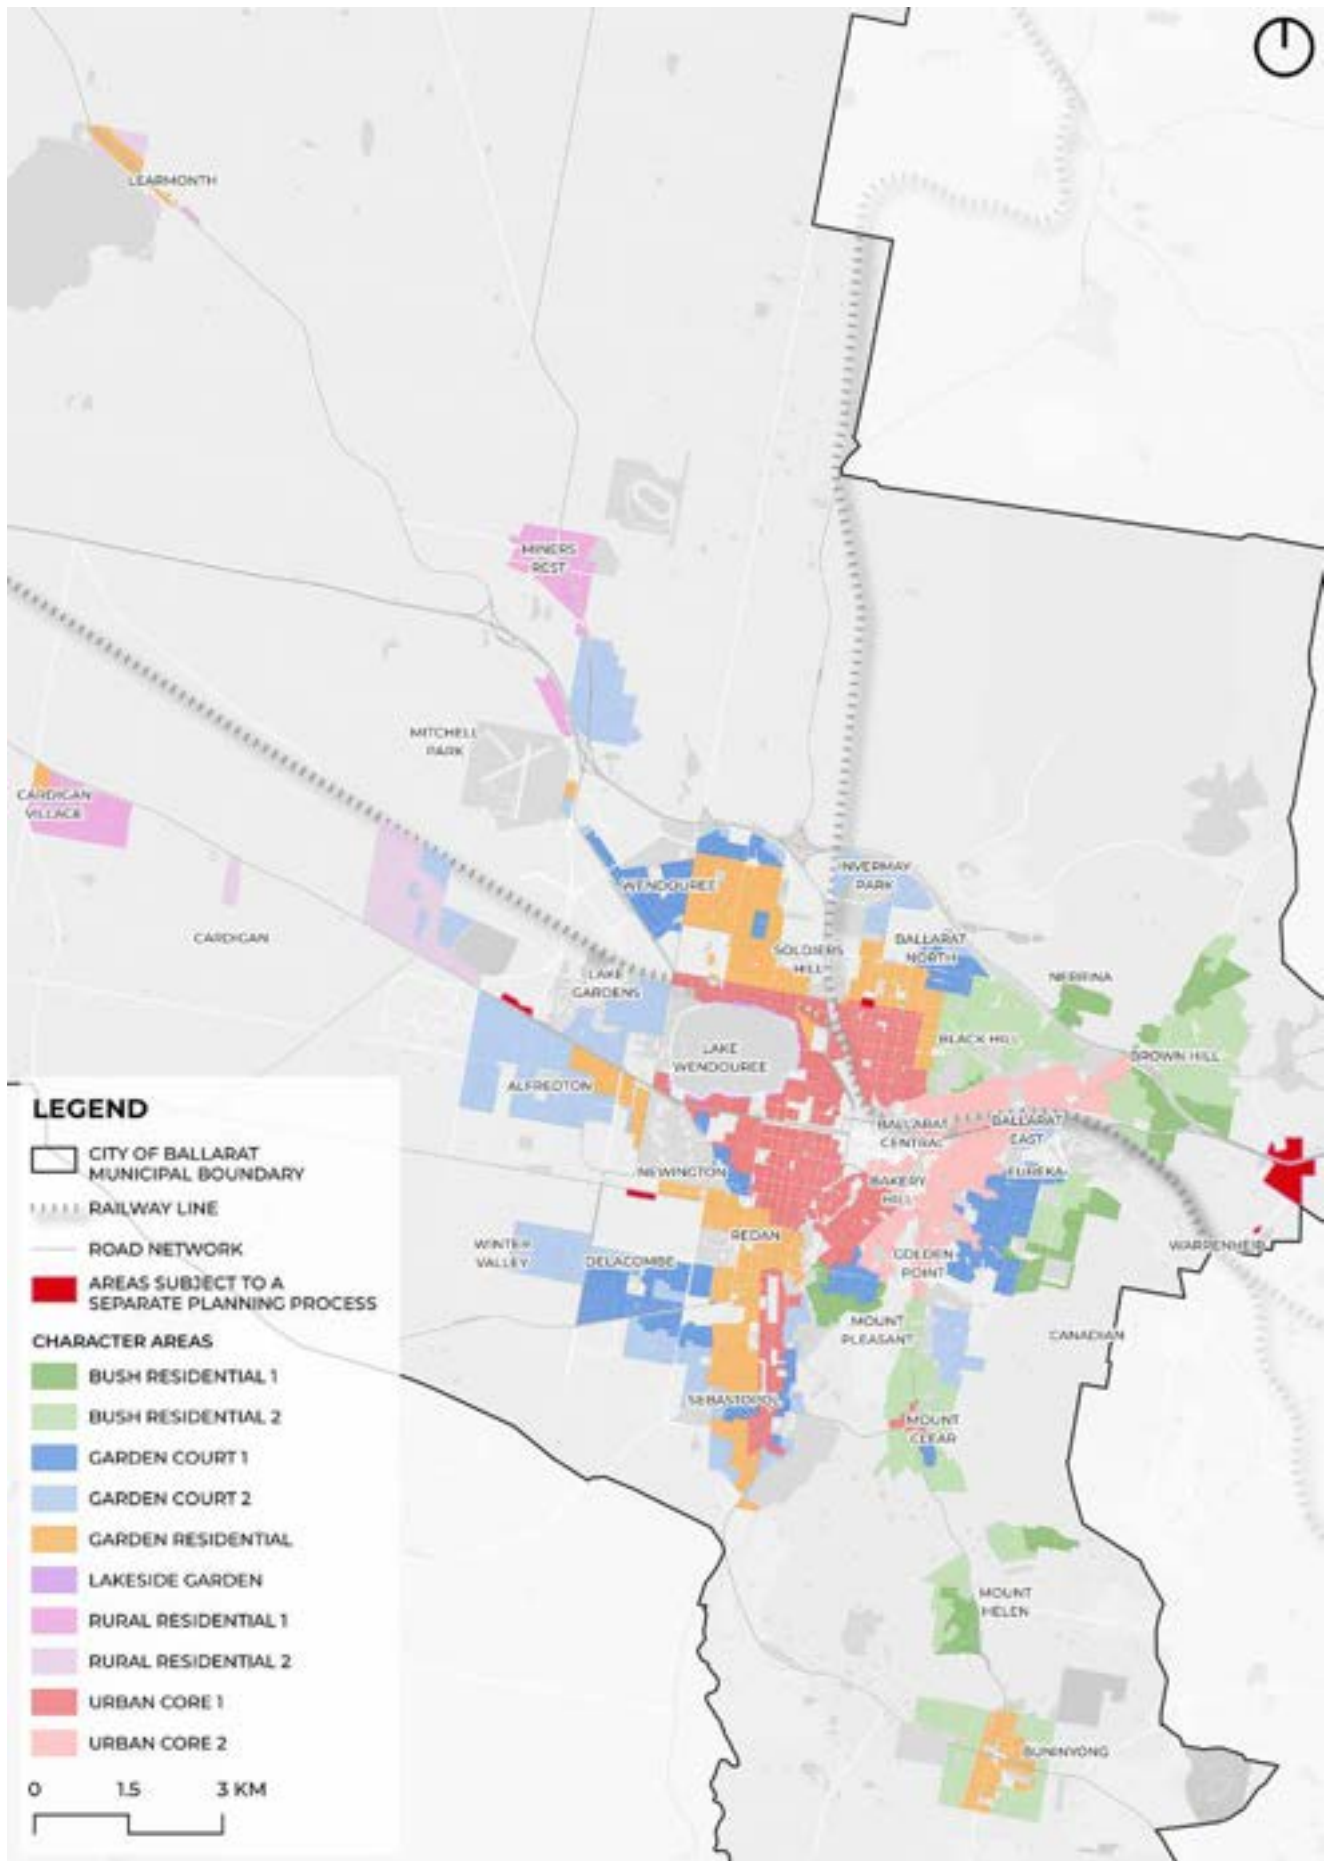 LEARMONTH
MINERS
REST
MITCHELL
PARK
CARDIGAN
VILLAGE
CARDIGAN
WENDOUREE
INVERMAY
PARK
SOLDIERS
HILL
BALLARAT
NORTH
NERRINA
LAKE
GARDENS
BLACK HILL
BROWN HILL
LAKE
WENDOUREE
ALFREDTON
BALLARAT
CENTRAL
BALLARAT
EAST
EUREKA
NEWINGTON
BAKERY
HILL
REDAN
WINTER
VALLEY
DELACOMBE
GOLDEN
POINT
WARRENHEIP
MOUNT
PLEASANT
CANADIAN
SEBASTOPOL
MOUNT
CLEAR
MOUNT
HELEN
BUNINYONG
LEGEND
CITY OF BALLARAT
MUNICIPAL BOUNDARY
RAILWAY LINE
ROAD NETWORK
AREAS SUBJECT TO A
SEPARATE PLANNING PROCESS
CHARACTER AREAS
BUSH RESIDENTIAL 1
BUSH RESIDENTIAL 2
GARDEN COURT 1
GARDEN COURT 2
GARDEN RESIDENTIAL
LAKESIDE GARDEN
RURAL RESIDENTIAL 1
RURAL RESIDENTIAL 2
URBAN CORE 1
URBAN CORE 2
0 1.5 3 KM